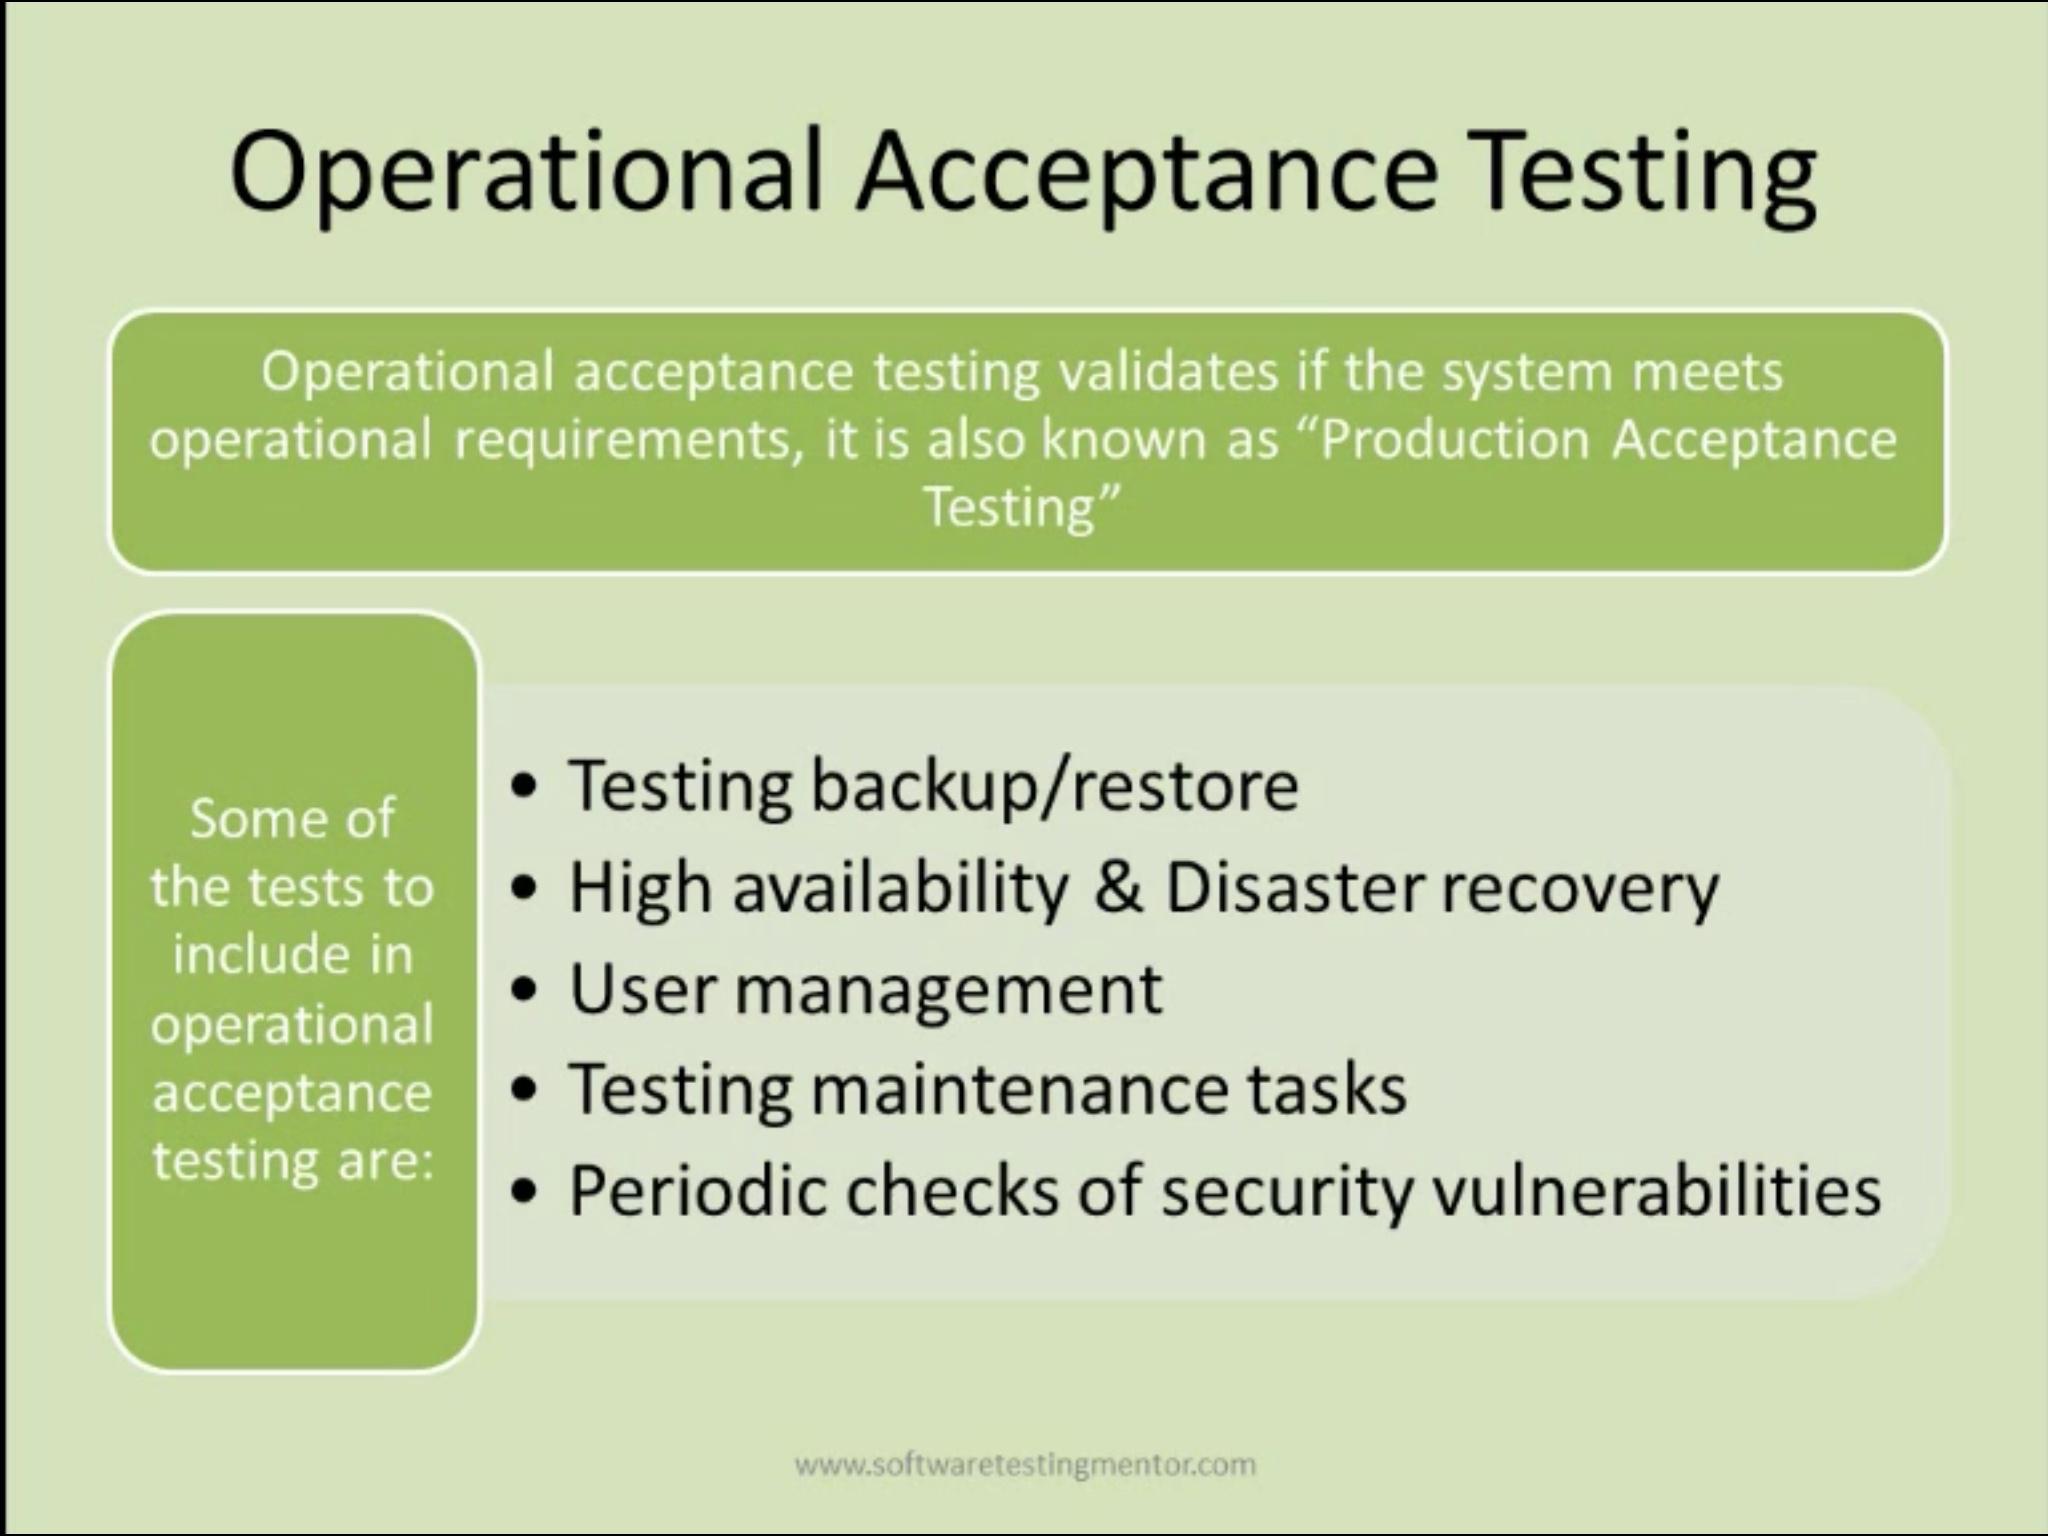 Operational Acceptance Testing
Operational acceptance testing validates if the system meets
operational requirements, it is also known as “Production Acceptance
Testing”
Some of
the tests to
include in
operational
acceptance
testing are:
• Testing backup/restore
• High availability & Disaster recovery
• User management
• Testing maintenance tasks
• Periodic checks of security vulnerabilities
www.softwaretestingmentor.com